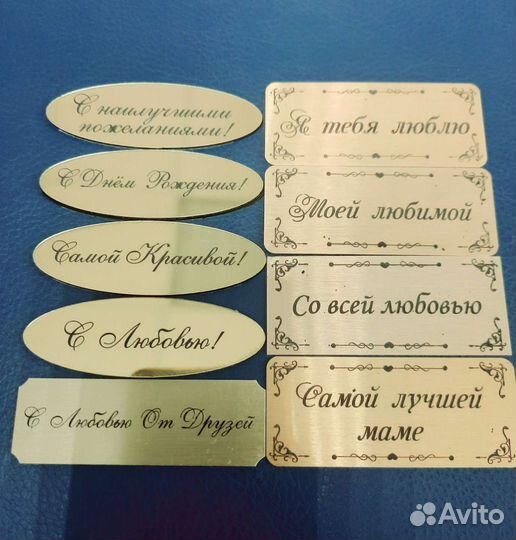 С наилучшими
пожеланиями!
С Днём Рождения!
Самой Красивой!
С Любовью!
С Любовью От Друзей
Я тебя люблю
Моей любимой
Со всей любовью
Самой лучшей
маме
Avito